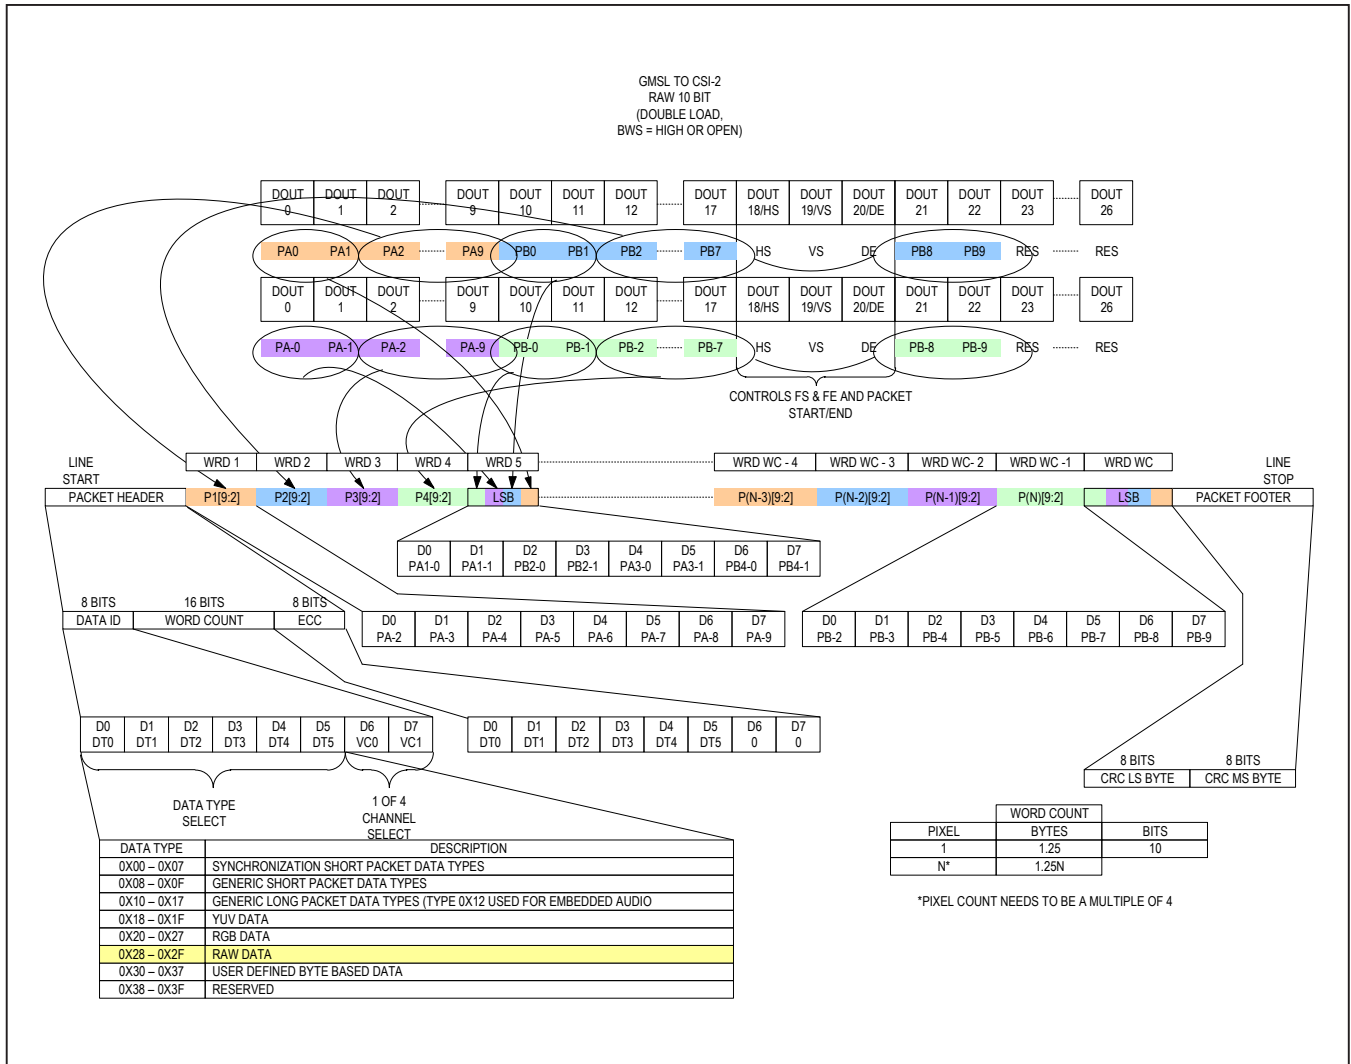 GMSL TO CSI-2
RAW 10 BIT
(DOUBLE LOAD,
BWS = HIGH OR OPEN)
DOUT 0 DOUT 1 DOUT 2 DOUT 9 DOUT 10 DOUT 11 DOUT 12 DOUT 17 DOUT 18/HS DOUT 19/VS DOUT 20/DE DOUT 21 DOUT 22 DOUT 23 DOUT 26
PA0 PA1 PA2 PA9 PB0 PB1 PB2 PB7 HS VS DE PB8 PB9 RES RES
DOUT 0 DOUT 1 DOUT 2 DOUT 9 DOUT 10 DOUT 11 DOUT 12 DOUT 17 DOUT 18/HS DOUT 19/VS DOUT 20/DE DOUT 21 DOUT 22 DOUT 23 DOUT 26
PA-0 PA-1 PA-2 PA-9 PB-0 PB-1 PB-2 PB-7 HS VS DE PB-8 PB-9 RES RES
CONTROLS FS & FE AND PACKET
START/END
LINE START WRD 1 WRD 2 WRD 3 WRD 4 WRD 5 WRD WC - 4 WRD WC - 3 WRD WC- 2 WRD WC -1 WRD WC LINE STOP
PACKET HEADER P1[9:2] P2[9:2] P3[9:2] P4[9:2] LSB P(N-3)[9:2] P(N-2)[9:2] P(N-1)[9:2] P(N)[9:2] LSB PACKET FOOTER
D0 D1 D2 D3 D4 D5 D6 D7
PA1-0 PA1-1 PB2-0 PB2-1 PA3-0 PA3-1 PB4-0 PB4-1
8 BITS 16 BITS 8 BITS
DATA ID WORD COUNT ECC
D0 D1 D2 D3 D4 D5 D6 D7
PA-2 PA-3 PA-4 PA-5 PA-6 PA-7 PA-8 PA-9
D0 D1 D2 D3 D4 D5 D6 D7
PB-2 PB-3 PB-4 PB-5 PB-6 PB-7 PB-8 PB-9
D0 D1 D2 D3 D4 D5 D6 D7
DT0 DT1 DT2 DT3 DT4 DT5 VC0 VC1
D0 D1 D2 D3 D4 D5 D6 D7
DT0 DT1 DT2 DT3 DT4 DT5 0 0
8 BITS 8 BITS
CRC LS BYTE CRC MS BYTE
DATA TYPE
SELECT
1 OF 4
CHANNEL
SELECT
WORD COUNT
PIXEL BYTES BITS
1 1.25 10
N* 1.25N
*PIXEL COUNT NEEDS TO BE A MULTIPLE OF 4
DATA TYPE DESCRIPTION
0X00 – 0X07 SYNCHRONIZATION SHORT PACKET DATA TYPES
0X08 – 0X0F GENERIC SHORT PACKET DATA TYPES
0X10 – 0X17 GENERIC LONG PACKET DATA TYPES (TYPE 0X12 USED FOR EMBEDDED AUDIO
0X18 – 0X1F YUV DATA
0X20 – 0X27 RGB DATA
0X28 – 0X2F RAW DATA
0X30 – 0X37 USER DEFINED BYTE BASED DATA
0X38 – 0X3F RESERVED